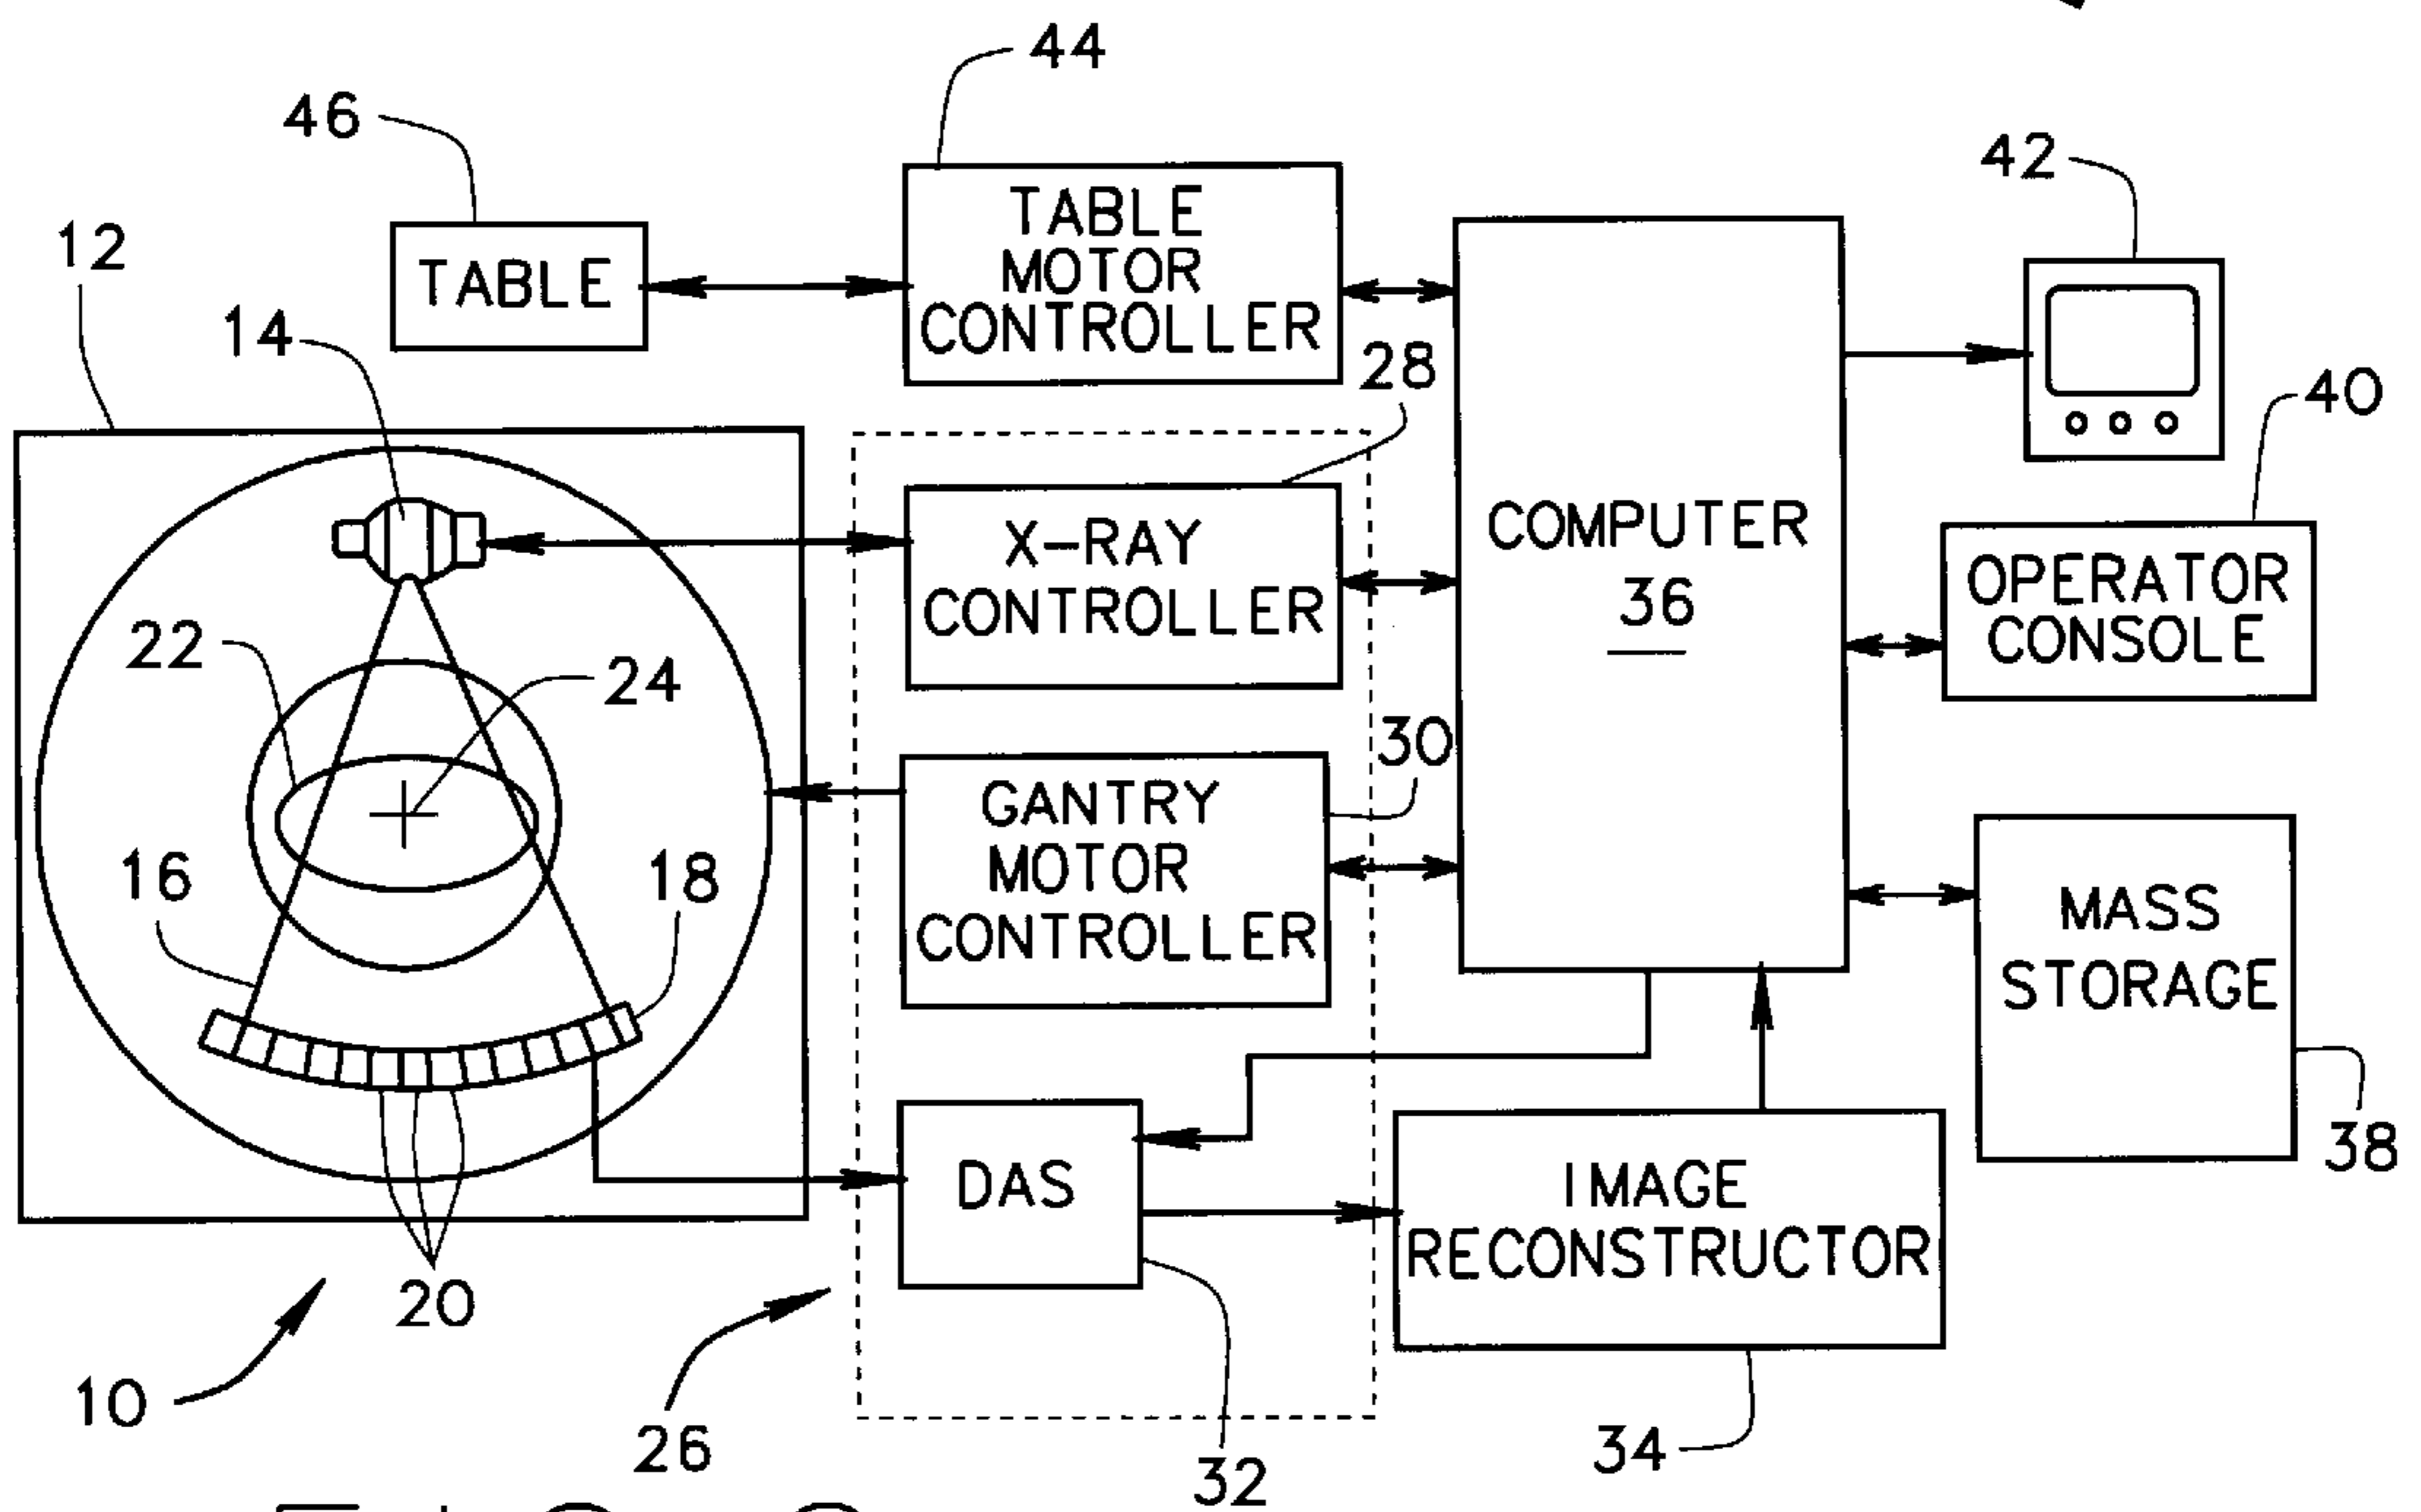 44
46
42
12
TABLE
MOTOR
CONTROLLER
TABLE
14
28
40
X-RAY
CONTROLLER
COMPUTER
36
OPERATOR
CONSOLE
22
24
30
GANTRY
MOTOR
CONTROLLER
16
18
MASS
STORAGE
38
DAS
IMAGE
RECONSTRUCTOR
20
10
26
32
34